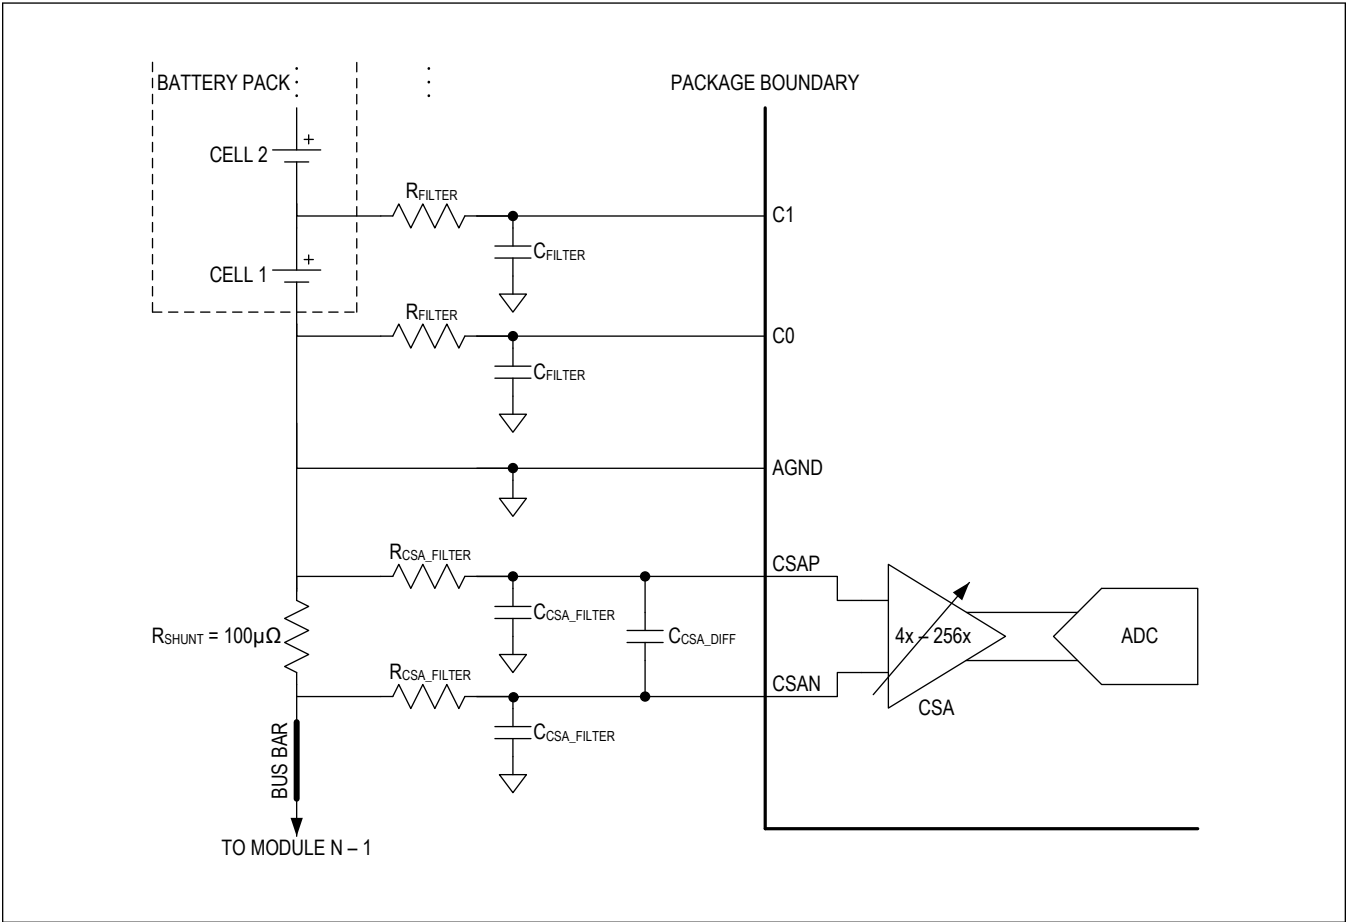 BATTERY PACK
PACKAGE BOUNDARY
+
CELL 2
RFILTER
C1
CFILTER
+
CELL 1
RFILTER
C0
CFILTER
AGND
RCSA_FILTER
CSAP
CCSA_FILTER
RSHUNT = 100µΩ
CCSA_DIFF
4x – 256x
ADC
RCSA_FILTER
CSAN
CSA
CCSA_FILTER
BUS BAR
TO MODULE N – 1